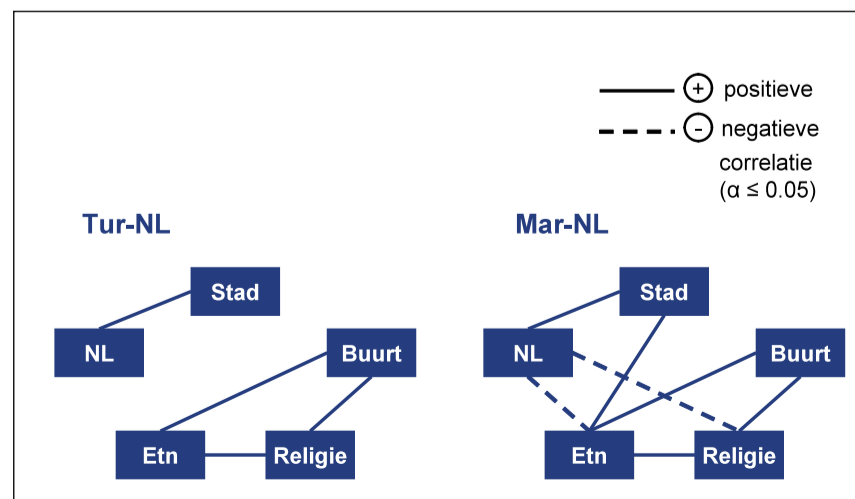 + positieve
- negatieve
correlatie
(α ≤ 0.05)
Tur-NL
Stad
NL
Buurt
Etn
Religie
Mar-NL
Stad
NL
Buurt
Etn
Religie